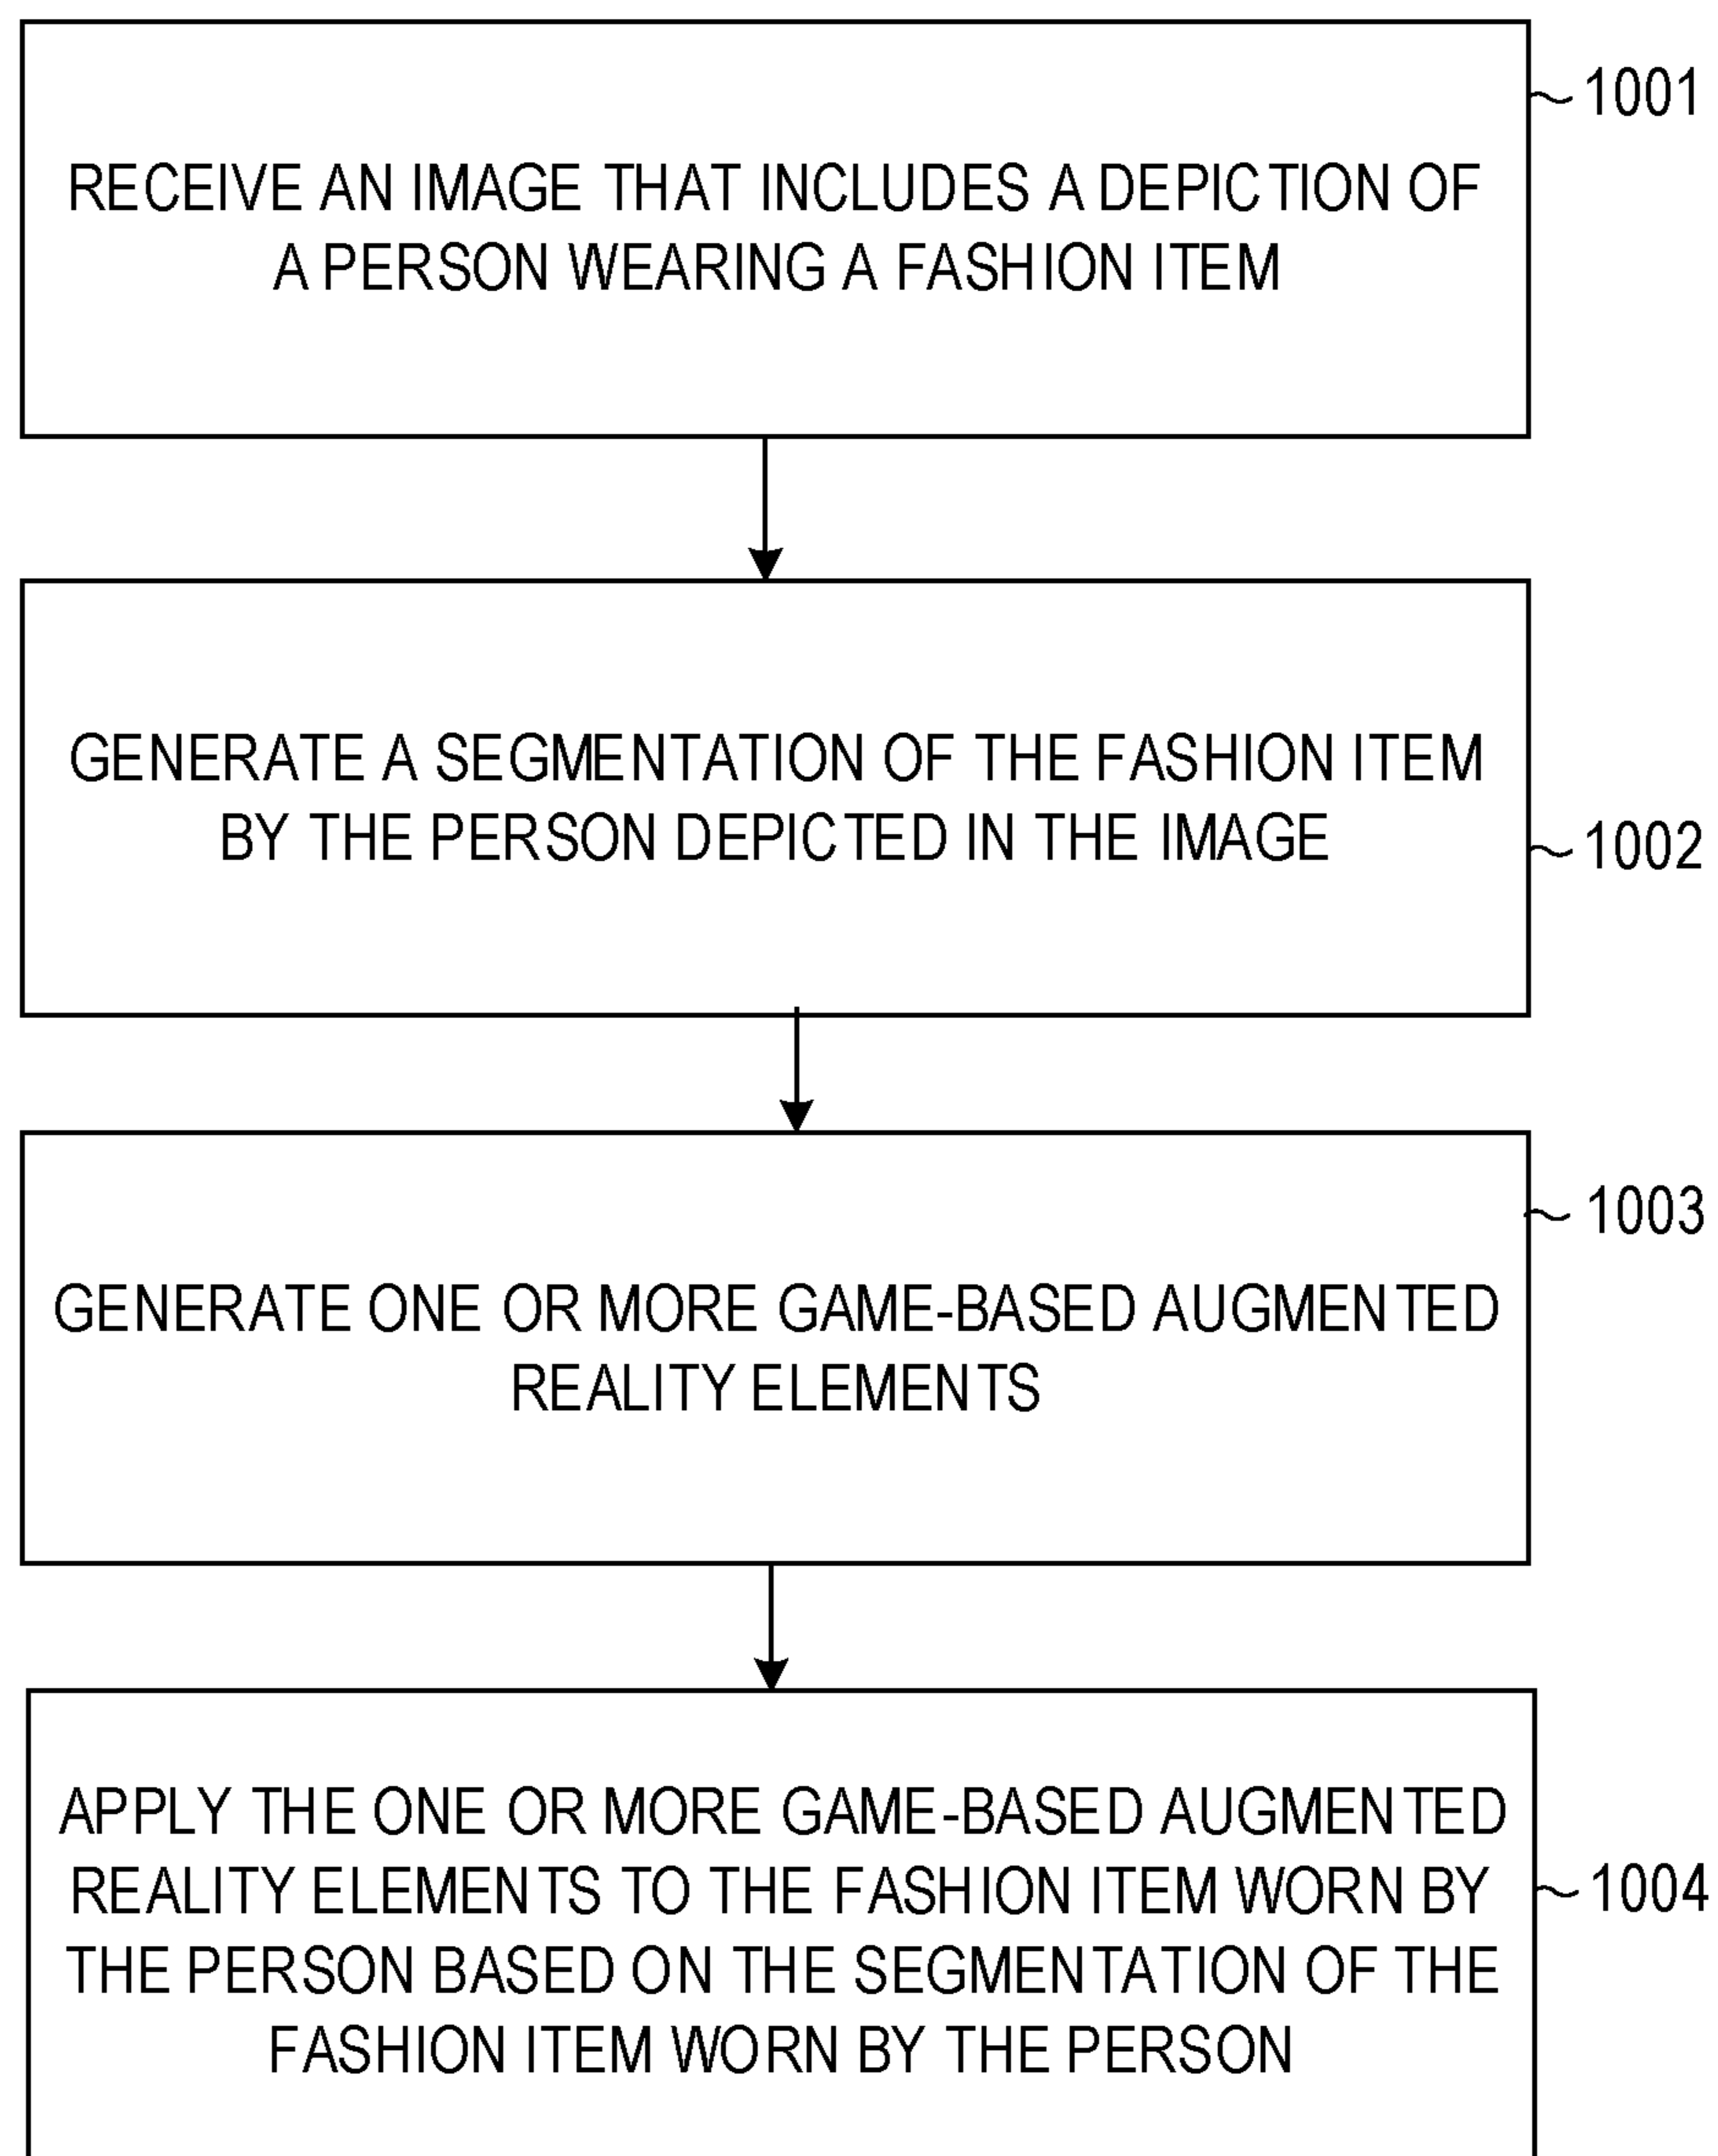 1001
RECEIVE AN IMAGE THAT INCLUDES A DEPICTION OF
A PERSON WEARING A FASHION ITEM
GENERATE A SEGMENTATION OF THE FASHION ITEM
BY THE PERSON DEPICTED IN THE IMAGE
1002
1003
GENERATE ONE OR MORE GAME-BASED AUGMENTED
REALITY ELEMENTS
APPLY THE ONE OR MORE GAME-BASED AUGMENTED
REALITY ELEMENTS TO THE FASHION ITEM WORN BY
1004
THE PERSON BASED ON THE SEGMENTATION OF THE
FASHION ITEM WORN BY THE PERSON